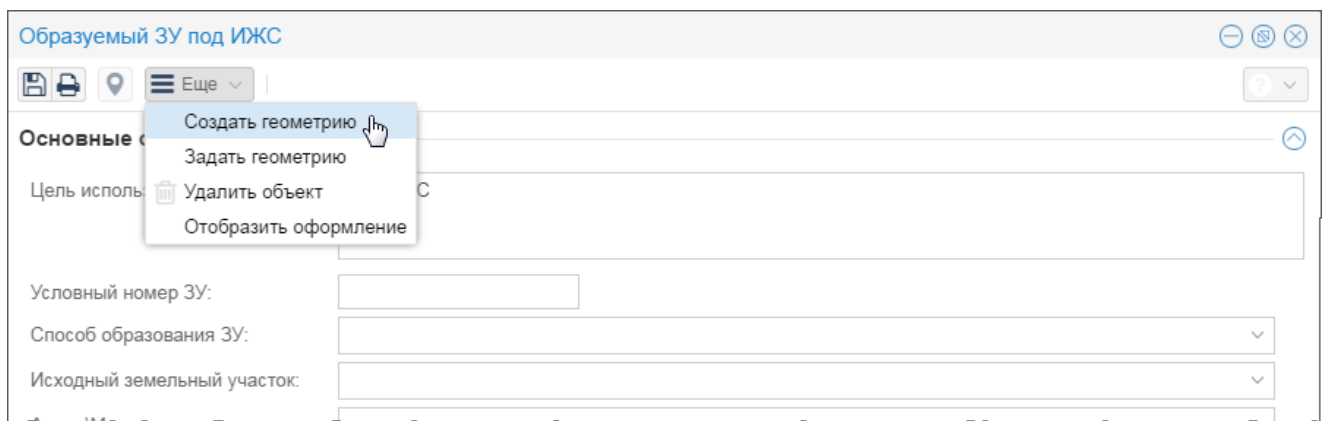 Образуемый ЗУ под ИЖС
Еще
Создать геометрию
Основные
Задать геометрию
Цель
Удалить объект
Отобразить оформление
Условный номер ЗУ:
Способ образования ЗУ:
Исходный земельный участок: